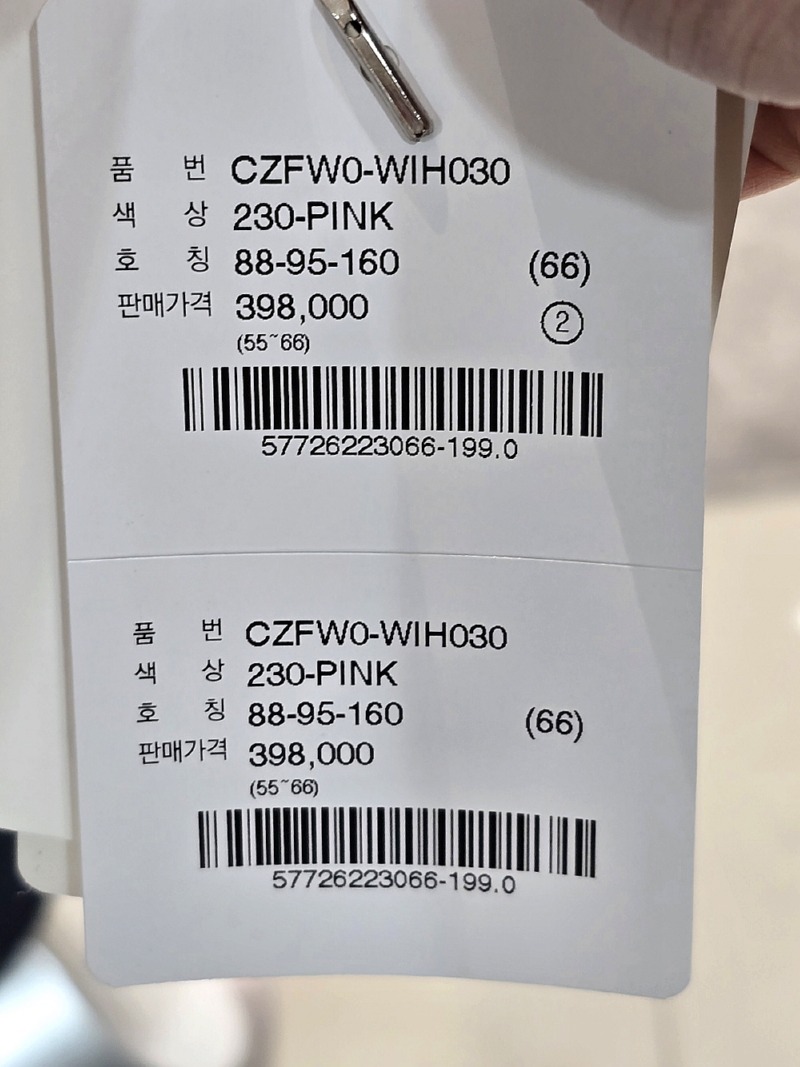 품 번 CZFW0-WIH030
색 상 230-PINK
호 칭 88-95-160 (66)
판매가격 398,000 ②
(55~66)
57726223066-199.0
품 번 CZFW0-WIH030
색 상 230-PINK
호 칭 88-95-160 (66)
판매가격 398,000
(55~66)
57726223066-199.0